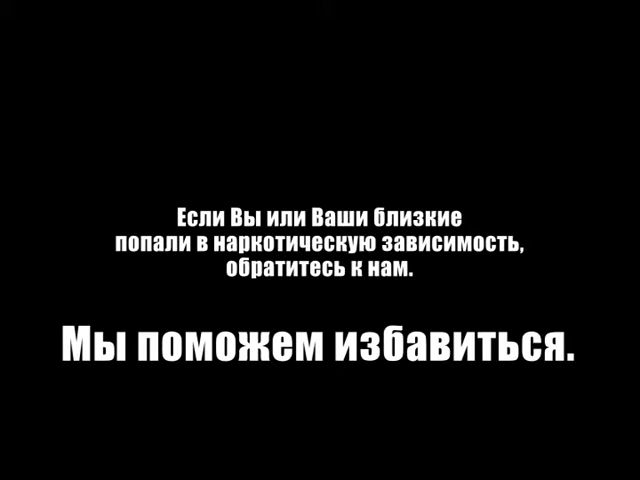 Если Вы или Ваши близкие
попали в наркотическую зависимость,
обратитесь к нам.
Мы поможем избавиться.